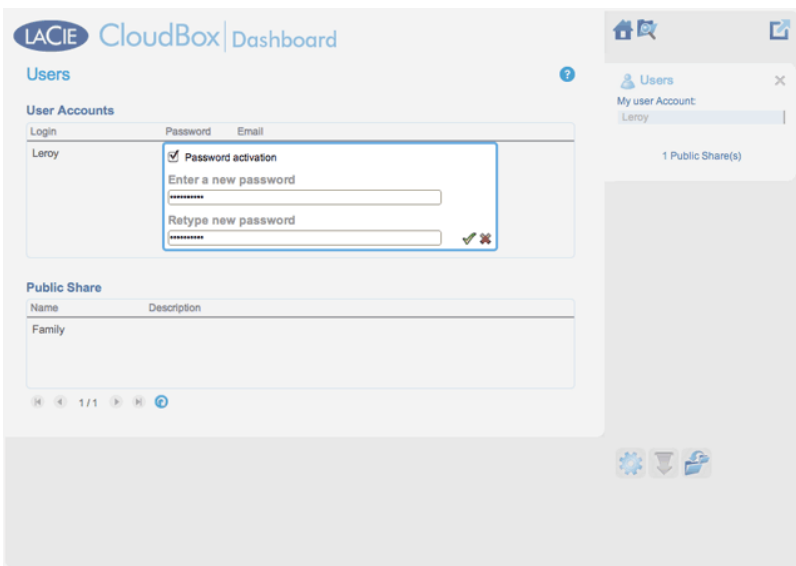 LACIE CloudBox Dashboard
Users
?
User Accounts
Login Password Email
Leroy
Password activation
Enter a new password
••••••••••
Retype new password
••••••••••
Public Share
Name Description
Family
1 / 1
Users
My user Account:
Leroy
1 Public Share(s)